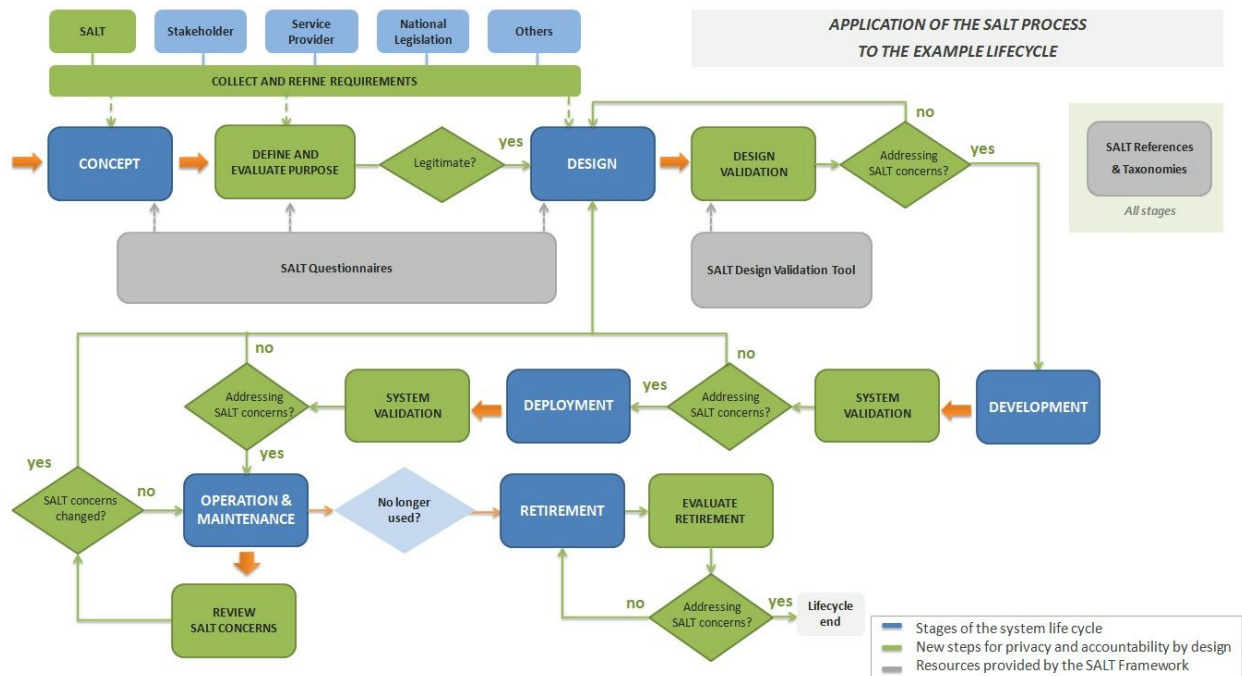 SALT
Stakeholder
Service
Provider
National
Legislation
Others
APPLICATION OF THE SALT PROCESS
TO THE EXAMPLE LIFECYCLE
COLLECT AND REFINE REQUIREMENTS
CONCEPT
DEFINE AND
EVALUATE PURPOSE
Legitimate?
yes
DESIGN
DESIGN
VALIDATION
Addressing
SALT concerns?
no
yes
SALT References
& Taxonomies
All stages
SALT Questionnaires
SALT Design Validation Tool
no
Addressing
SALT concerns?
yes
SYSTEM
VALIDATION
DEPLOYMENT
yes
no
Addressing
SALT concerns?
SYSTEM
VALIDATION
DEVELOPMENT
yes
SALT concerns
changed?
no
OPERATION &
MAINTENANCE
No longer
used?
RETIREMENT
EVALUATE
RETIREMENT
REVIEW
SALT CONCERNS
no
Addressing
SALT concerns?
yes
Lifecycle
end
Stages of the system life cycle
New steps for privacy and accountability by design
Resources provided by the SALT Framework